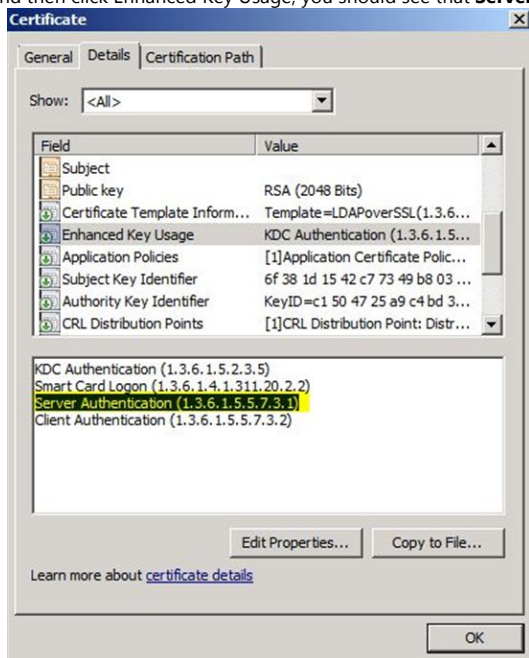 nd then click Enhanced Key Usage, you should see that Server
Certificate
General Details Certification Path
Show: <All>
Field Value
Subject
Public key RSA (2048 Bits)
Certificate Template Inform... Template=LDAPoverSSL(1.3.6...
Enhanced Key Usage KDC Authentication (1.3.6.1.5...
Application Policies [1]Application Certificate Polic...
Subject Key Identifier 6f 38 1d 15 42 c7 73 49 b8 03 ...
Authority Key Identifier KeyID=c1 50 47 25 a9 c4 bd 3...
CRL Distribution Points [1]CRL Distribution Point: Distr...
KDC Authentication (1.3.6.1.5.2.3.5)
Smart Card Logon (1.3.6.1.4.1.311.20.2.2)
Server Authentication (1.3.6.1.5.5.7.3.1)
Client Authentication (1.3.6.1.5.5.7.3.2)
Edit Properties... Copy to File...
Learn more about certificate details
OK